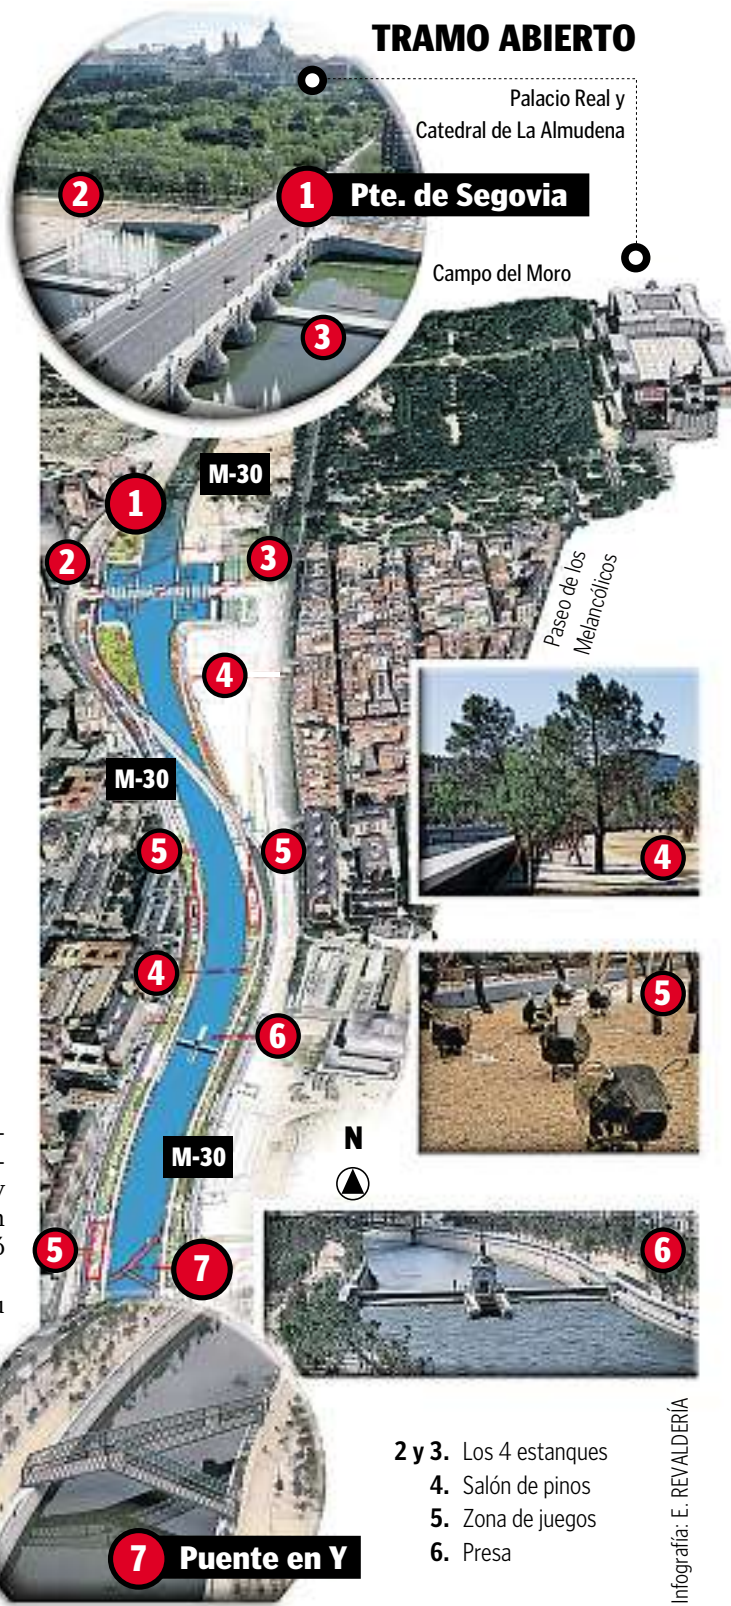 TRAMO ABIERTO
Palacio Real y
Catedral de La Almudena
2
1 Pte. de Segovia
Campo del Moro
3
M-30
1
2
3
Paseo de los
Melancólicos
4
M-30
5
5
4
4
5
6
-
-
y
n
ó
u
N
M-30
5
7
6
2 y 3. Los 4 estanques
4. Salón de pinos
5. Zona de juegos
6. Presa
7 Puente en Y
Infografía: E. REVALDERÍA